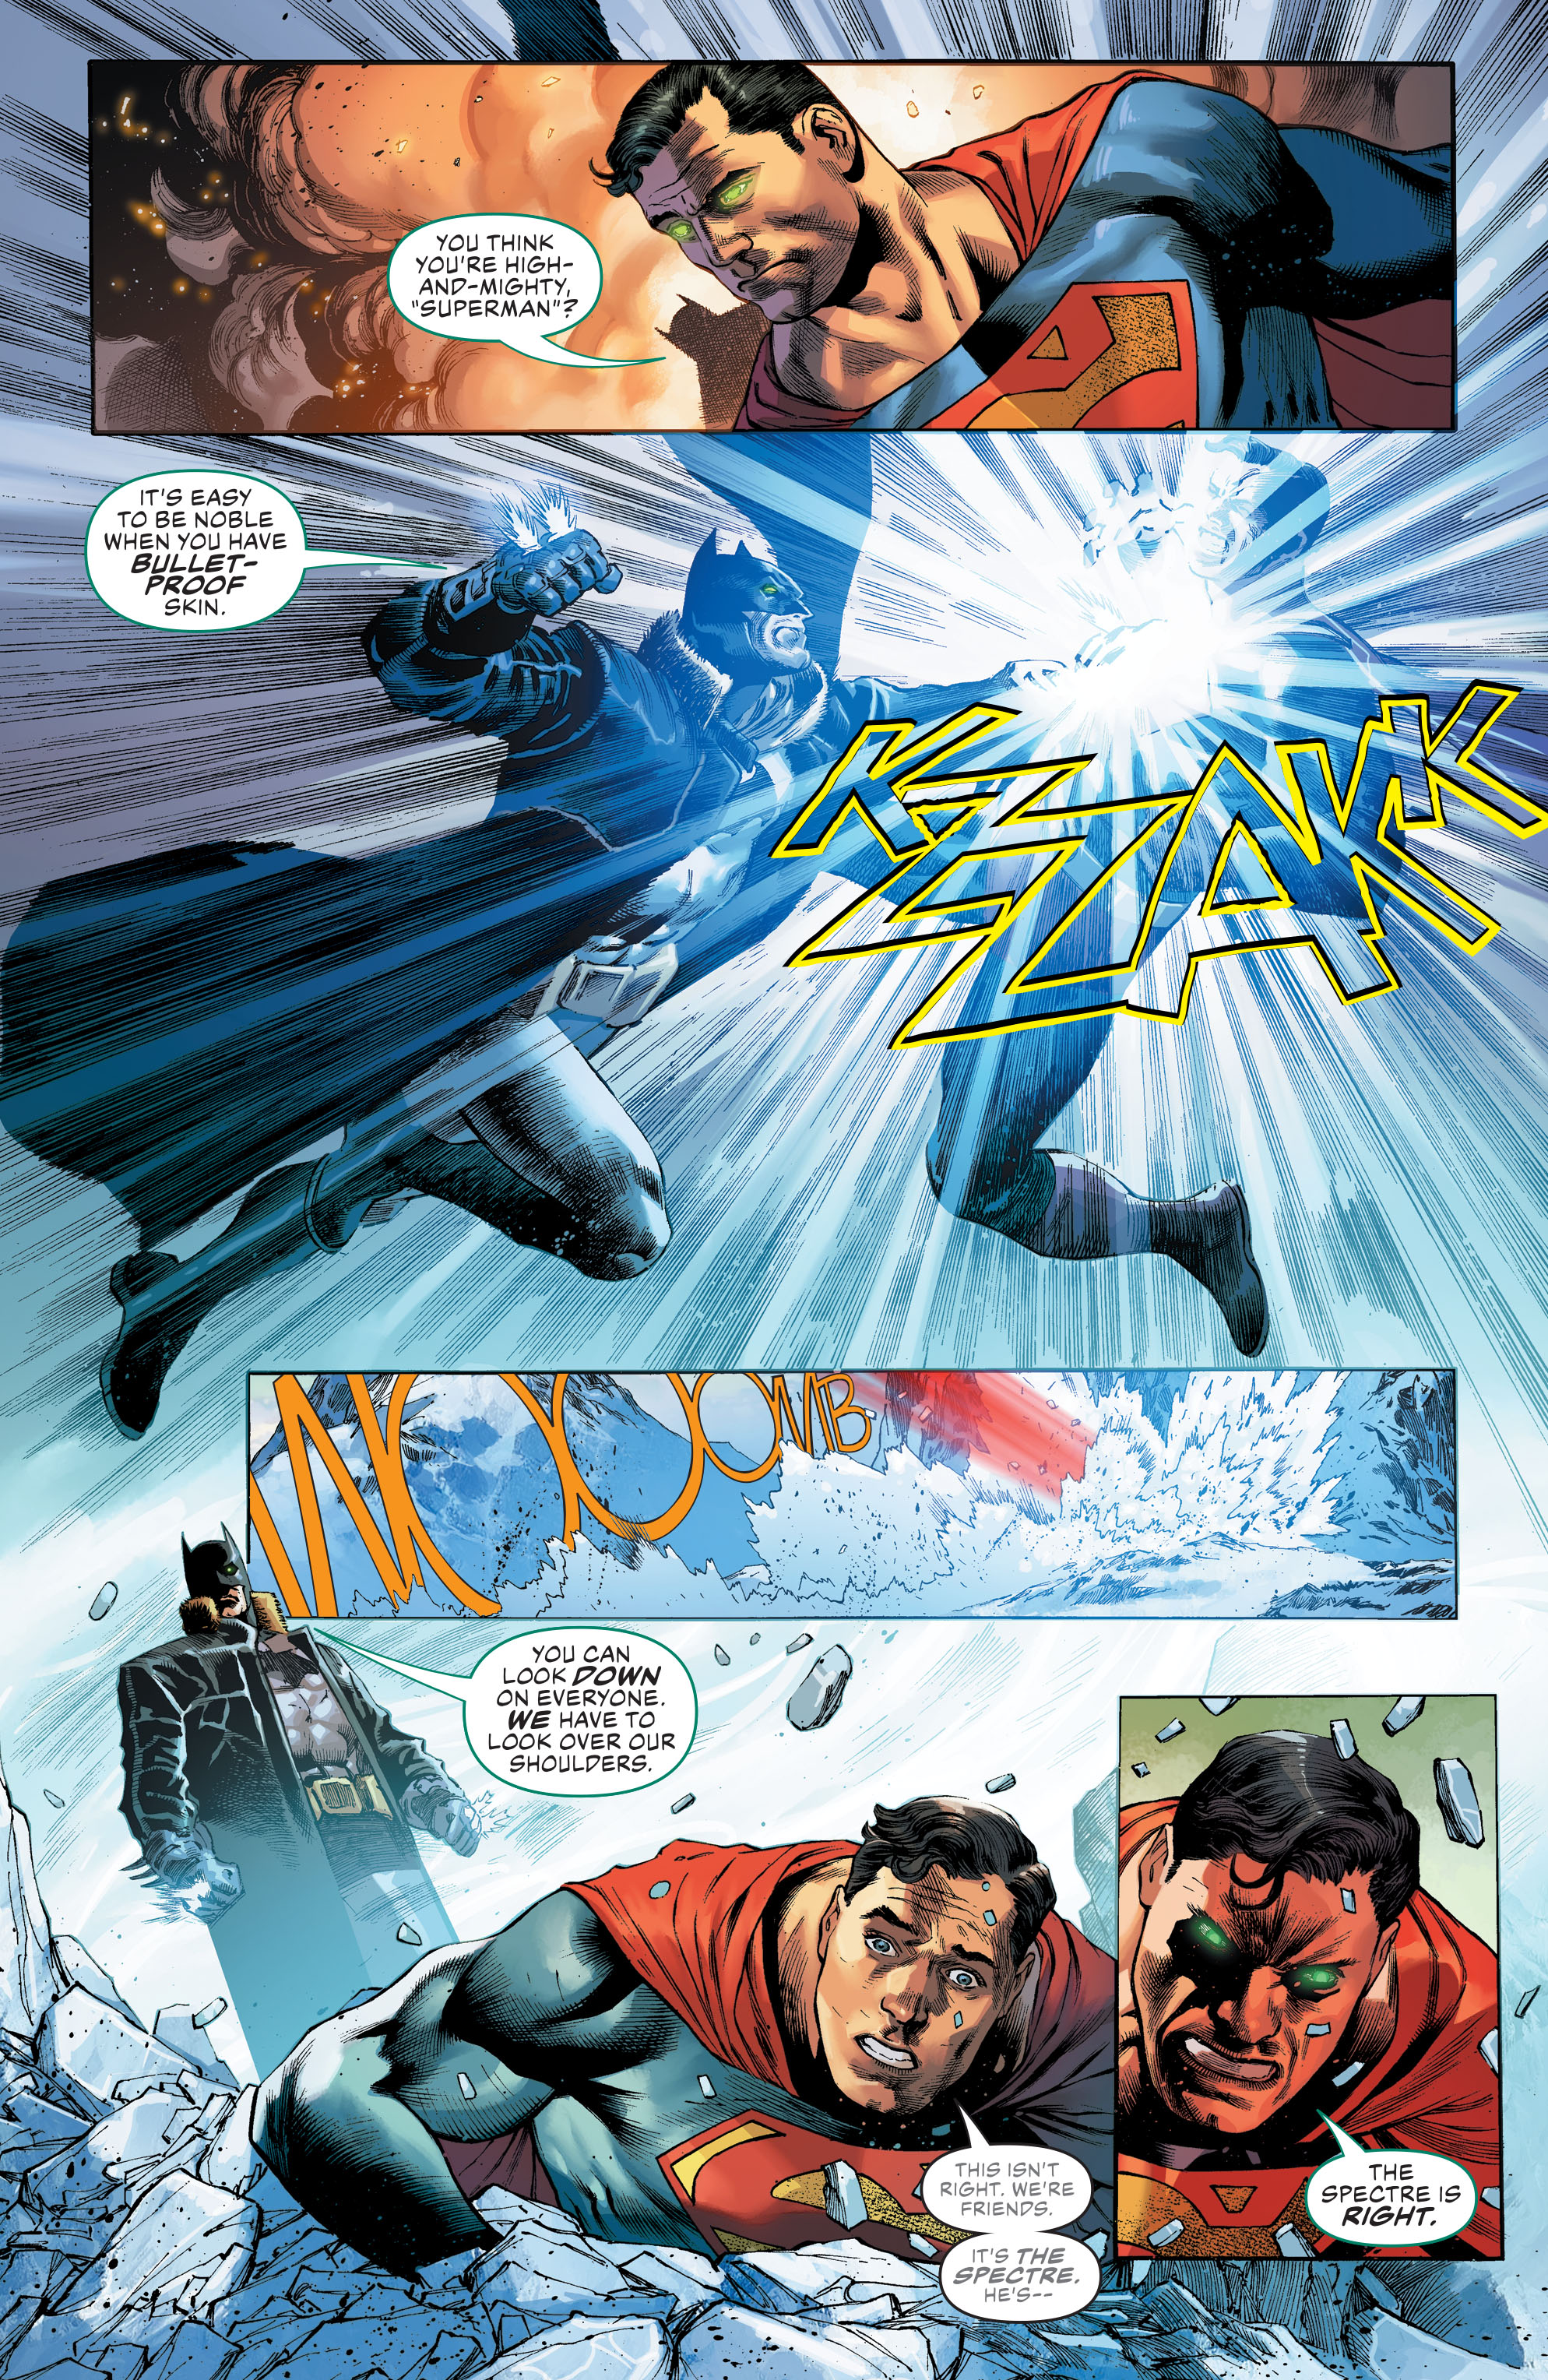 YOU THINK
YOU'RE HIGH-
AND-MIGHTY,
"SUPERMAN"?
IT'S EASY
TO BE NOBLE
WHEN YOU HAVE
BULLET-
PROOF
SKIN.
KZZAKK
WOOOMB
YOU CAN
LOOK DOWN
ON EVERYONE.
WE HAVE TO
LOOK OVER OUR
SHOULDERS.
THIS ISN'T
RIGHT. WE'RE
FRIENDS.
IT'S THE
SPECTRE.
HE'S--
THE
SPECTRE IS
RIGHT.